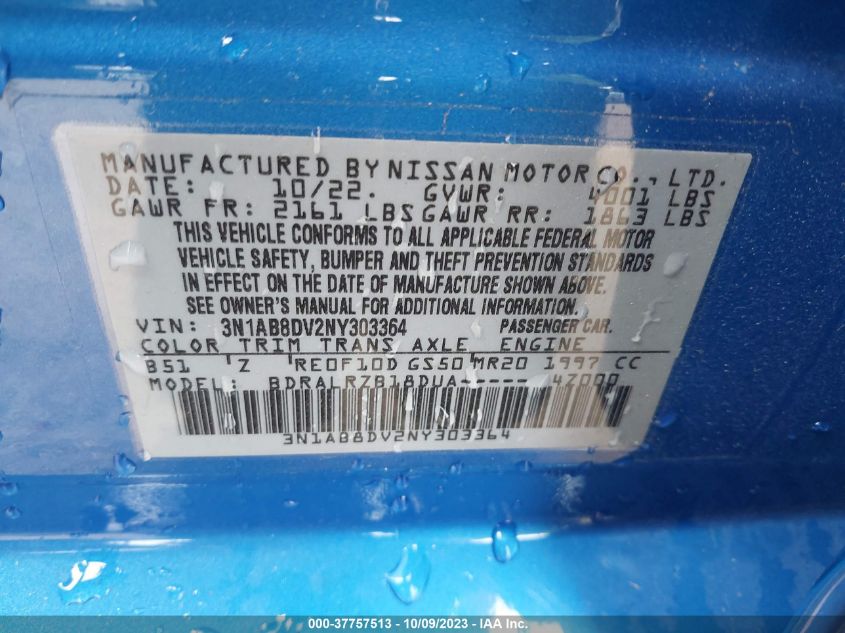 MANUFACTURED BY NISSAN MOTOR CO., LTD.
DATE: 10/22. GVWR: 4001 LBS
GAWR FR: 2161 LBS GAWR RR: 1863 LBS
THIS VEHICLE CONFORMS TO ALL APPLICABLE FEDERAL MOTOR
VEHICLE SAFETY, BUMPER AND THEFT PREVENTION STANDARDS
IN EFFECT ON THE DATE OF MANUFACTURE SHOWN ABOVE.
SEE OWNER'S MANUAL FOR ADDITIONAL INFORMATION.
VIN: 3N1AB8DV2NY303364 PASSENGER CAR.
COLOR TRIM TRANS AXLE ENGINE
B51 Z RE0F10D GS50 MR20 1997 CC
MODEL: BDRALRZB18DUA----- 4Z000
3N1AB8DV2NY303364
000-37757513 - 10/09/2023 - IAA Inc.